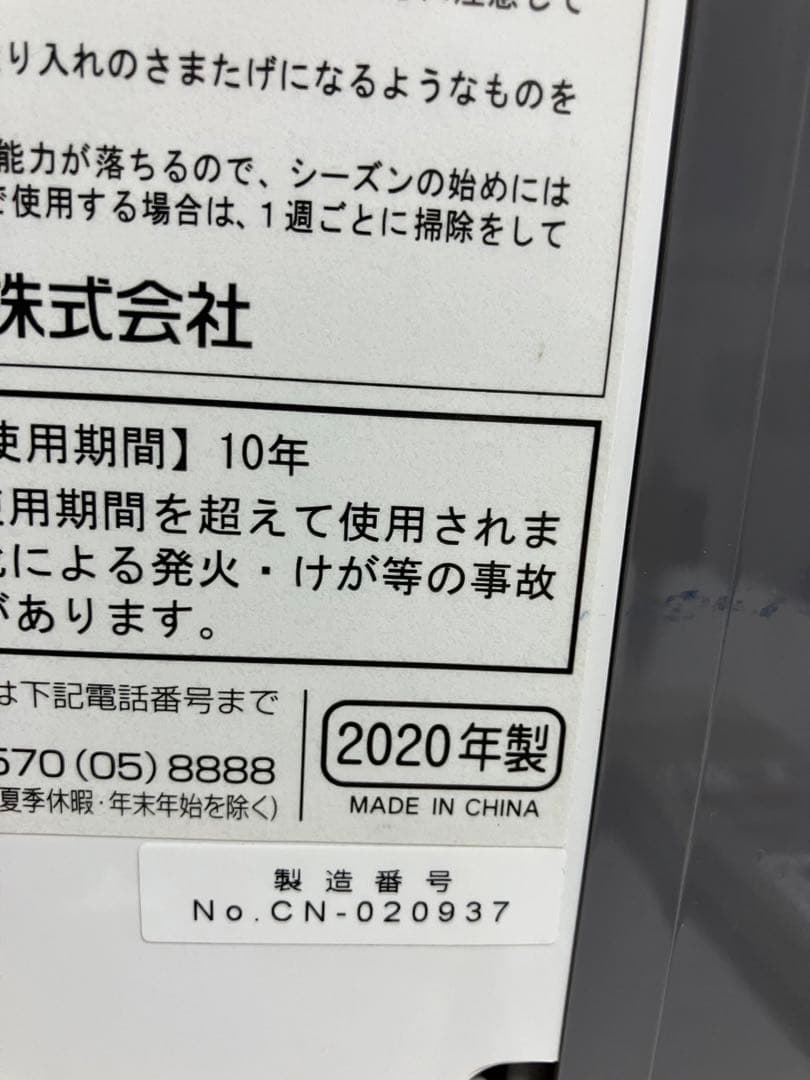 り入れのさまたげになるようなものを
能力が落ちるので、シーズンの始めには
使用する場合は、1週ごとに掃除をして
株式会社
使用期間】10年
用期間を超えて使用されま
による発火・けが等の事故
があります。
は下記電話番号まで
570(05)8888
夏季休暇・年末年始を除く)
2020年製
MADE IN CHINA
製造番号
No.CN-020937